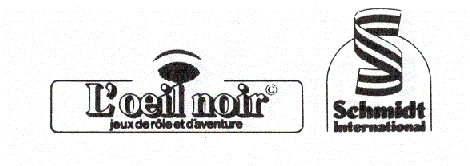 L'oeil noir©
jeux de rôle et d'aventure
Schmidt
International